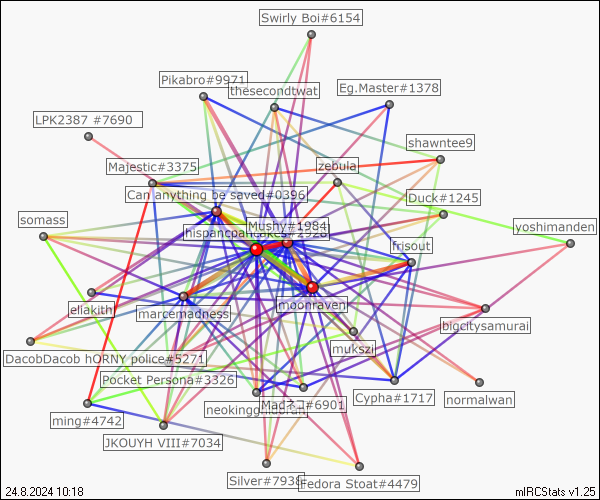 Swirly Boi#6154
Pikabro#9971
thesecondtwat
Eg.Master#1378
LPK2387 #7690
shawntee9
Majestic#3375
zebula
Can anything be saved#0396
Duck#1245
somass
Mushy#1984
yoshimanden
frisout
eliakith
marcemadness
moonraven
bigcitysamurai
mukszi
DacobDacob hORNY police#5271
Pocket Persona#3326
Cypha#1717
normalwan
Madネコ#6901
ming#4742
JKOUYH VIII#7034
Silver#7938
Fedora Stoat#4479
24.8.2024 10:18
mIRCStats v1.25